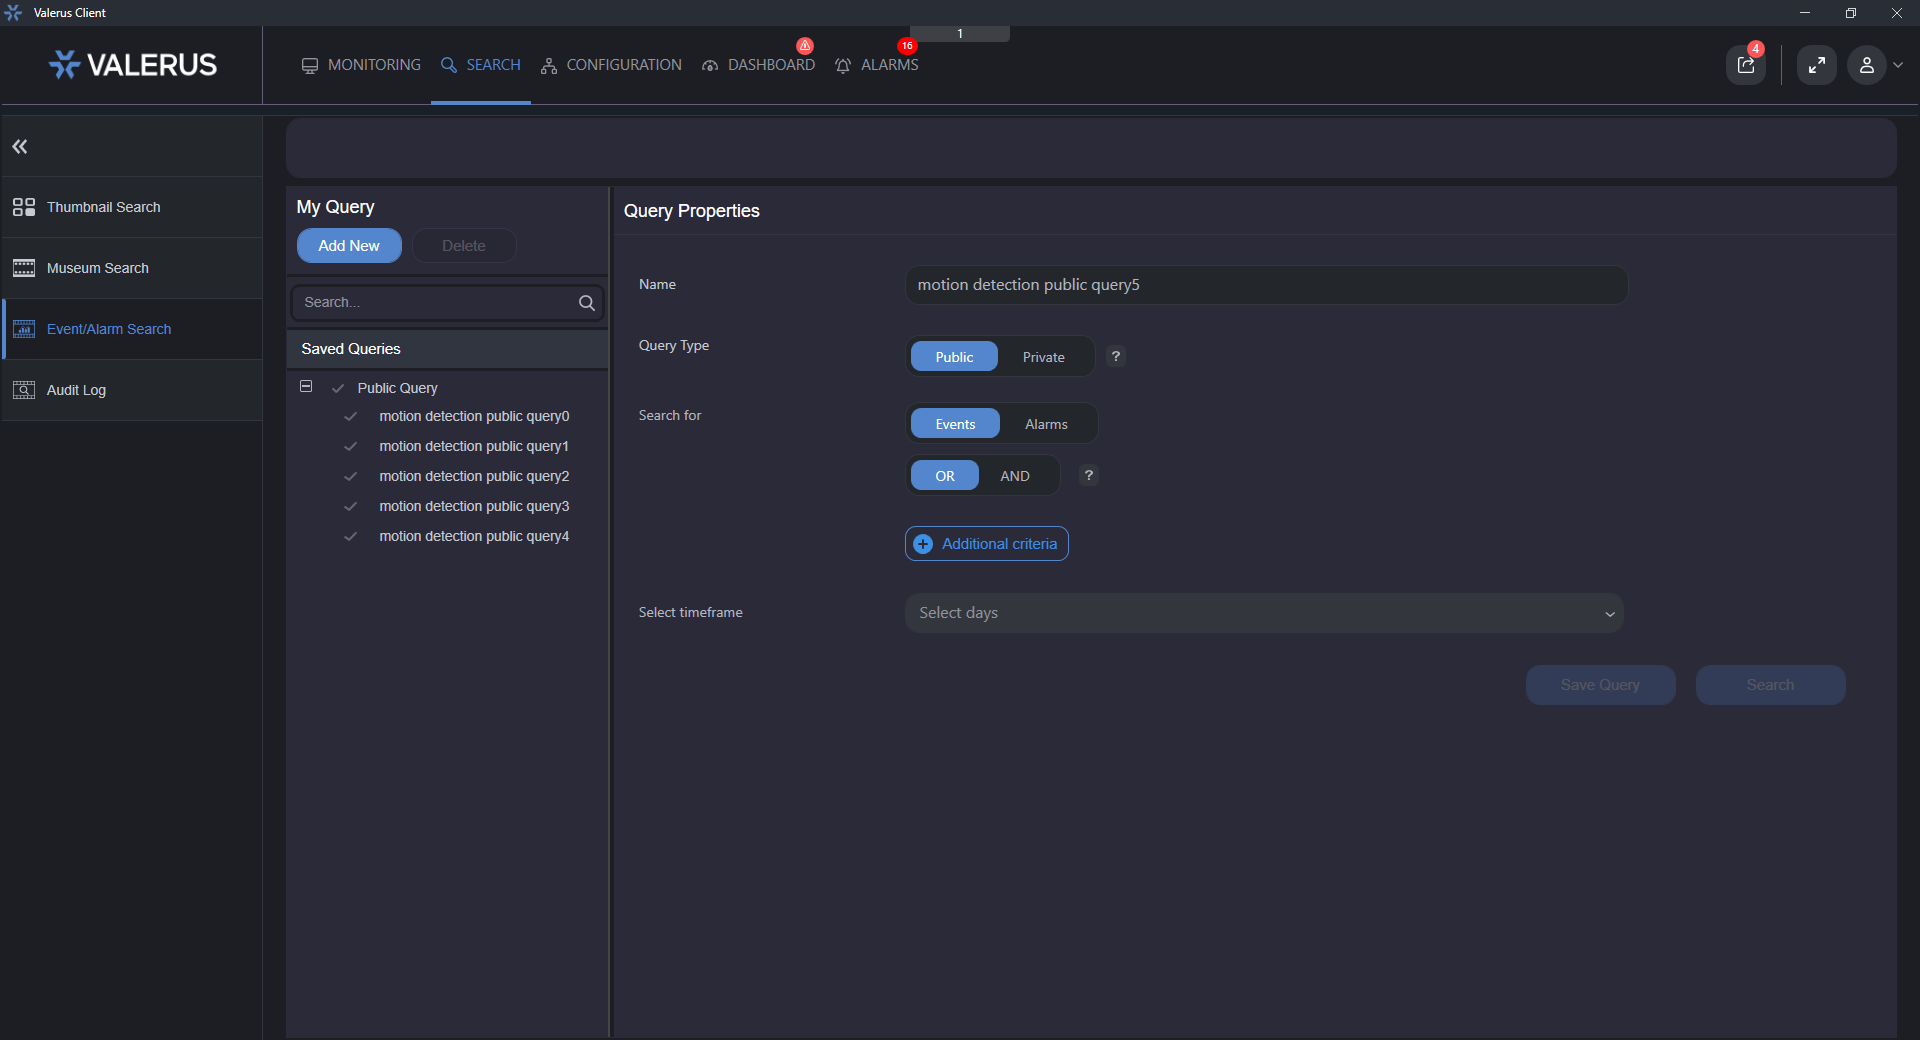 Valerus Client
1
VALERUS
MONITORING
SEARCH
CONFIGURATION
DASHBOARD
16
ALARMS
4
Thumbnail Search
Museum Search
Event/Alarm Search
Audit Log
My Query
Add New
Delete
Search...
Saved Queries
Public Query
motion detection public query0
motion detection public query1
motion detection public query2
motion detection public query3
motion detection public query4
Query Properties
Name
motion detection public query5
Query Type
Public
Private
?
Search for
Events
Alarms
OR
AND
?
Additional criteria
Select timeframe
Select days
Save Query
Search